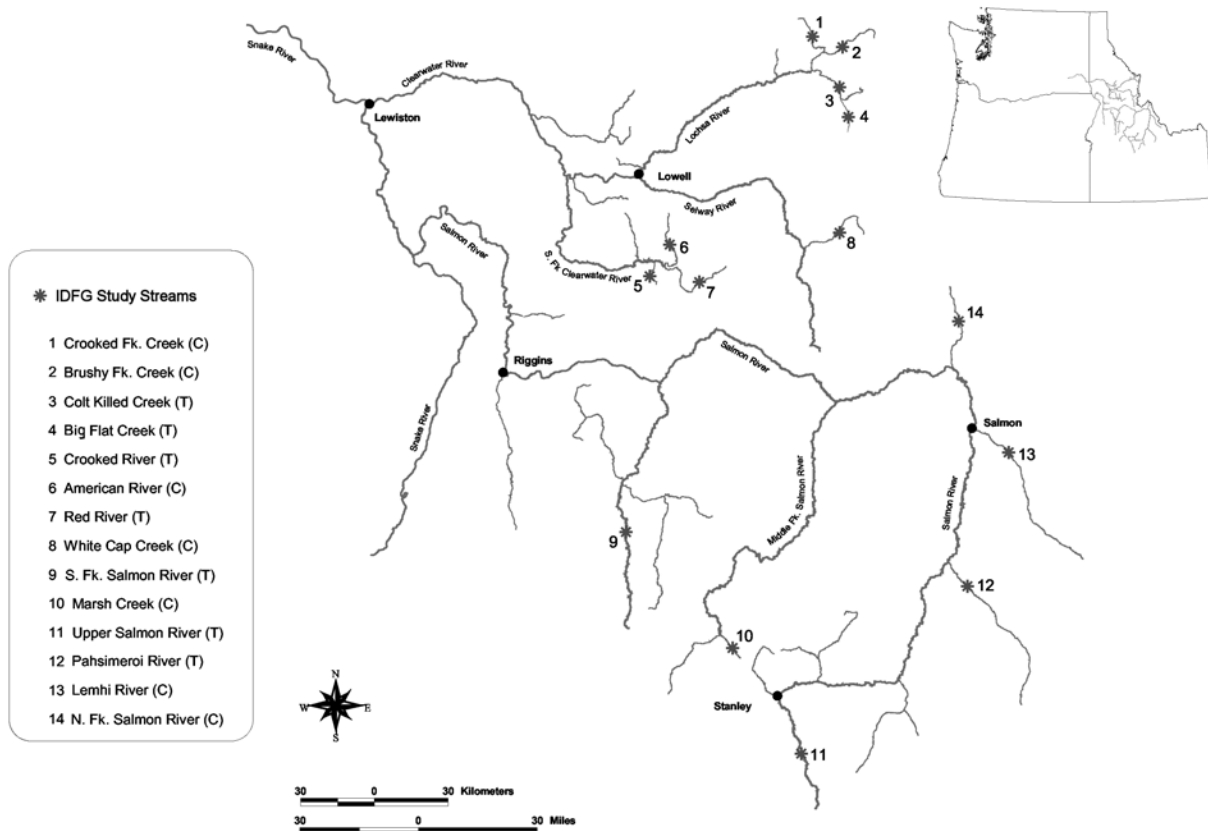 1
2
3
4
Snake River
Clearwater River
Lewiston
Lochsa River
Lowell
Selway River
Salmon River
S. Fk Clearwater River
5
6
7
8
IDFG Study Streams
1 Crooked Fk. Creek (C)
2 Brushy Fk. Creek (C)
3 Colt Killed Creek (T)
4 Big Flat Creek (T)
5 Crooked River (T)
6 American River (C)
7 Red River (T)
8 White Cap Creek (C)
9 S. Fk. Salmon River (T)
10 Marsh Creek (C)
11 Upper Salmon River (T)
12 Pahsimeroi River (T)
13 Lemhi River (C)
14 N. Fk. Salmon River (C)
14
Riggins
Salmon River
Snake River
Salmon
13
Middle Fk. Salmon River
Salmon River
9
12
10
Stanley
11
N
W E
S
30 0 30 Kilometers
30 0 30 Miles